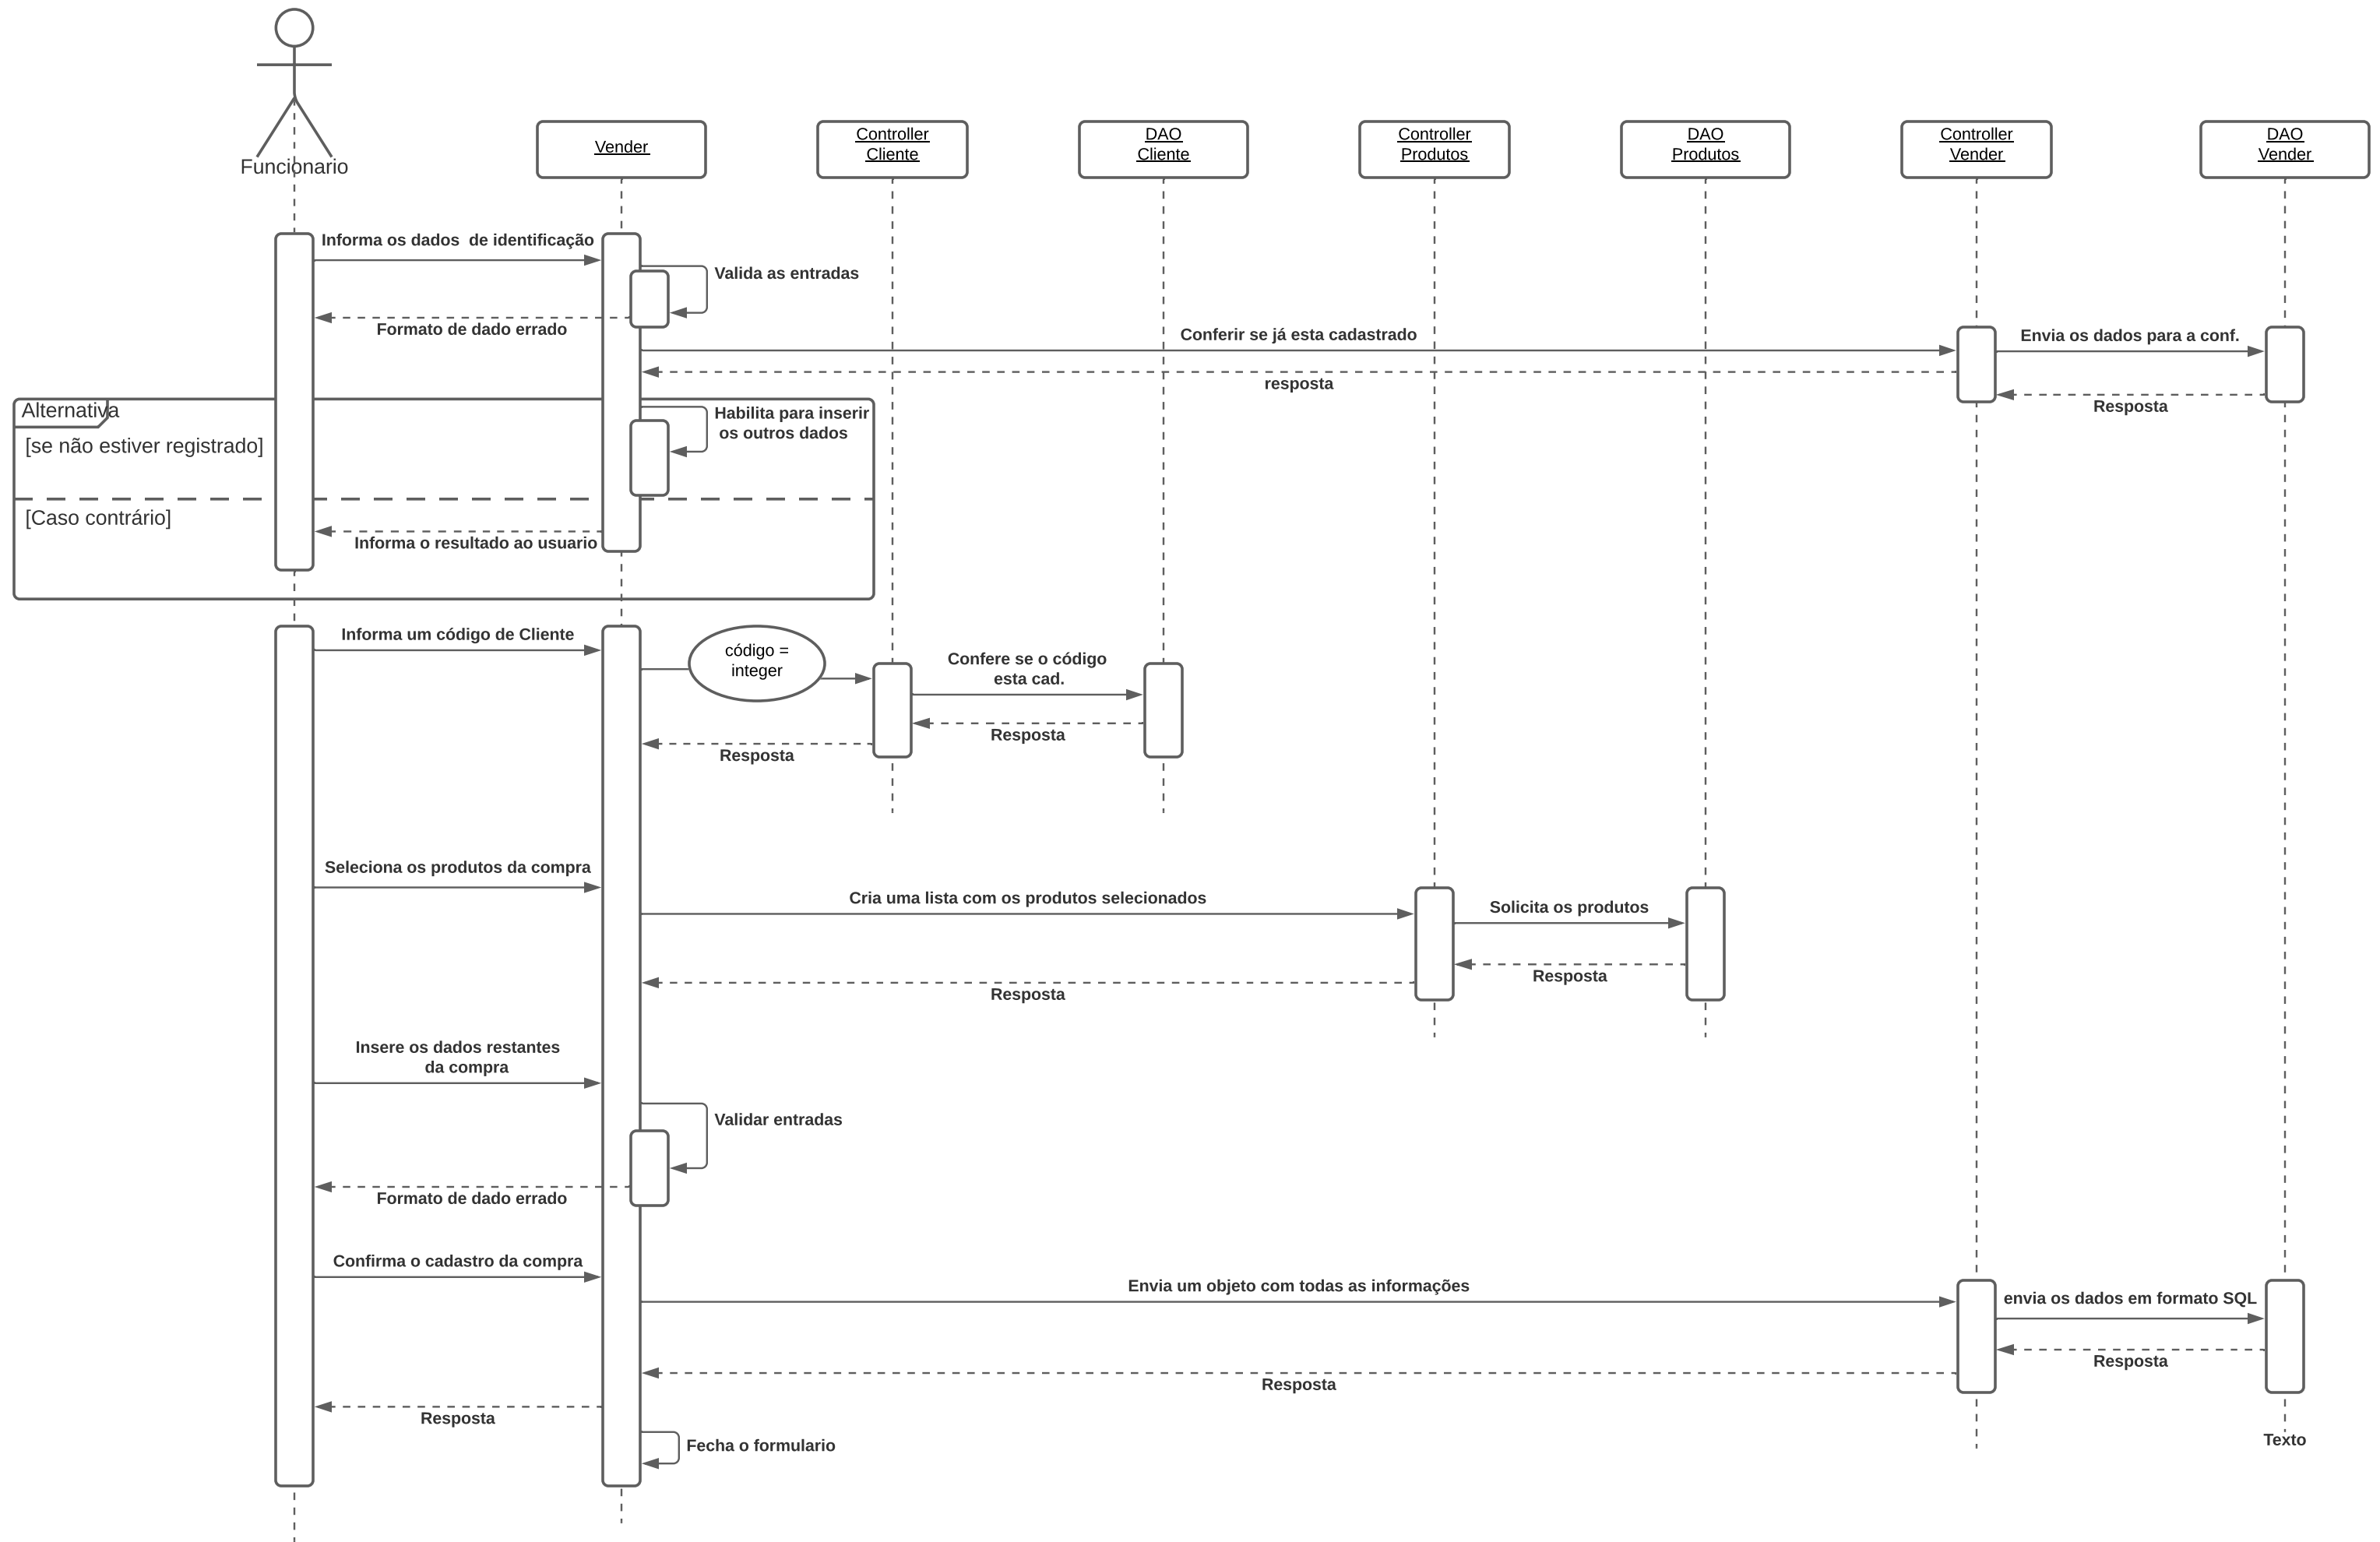 Funcionario
Vender
Controller
Cliente
DAO
Cliente
Controller
Produtos
DAO
Produtos
Controller
Vender
DAO
Vender
Informa os dados  de identificação
Valida as entradas
Formato de dado errado
Conferir se já esta cadastrado
Envia os dados para a conf.
resposta
Resposta
Alternativa
[se não estiver registrado]
Habilita para inserir
os outros dados
[Caso contrário]
Informa o resultado ao usuario
Informa um código de Cliente
código =
integer
Confere se o código
esta cad.
Resposta
Resposta
Seleciona os produtos da compra
Cria uma lista com os produtos selecionados
Solicita os produtos
Resposta
Resposta
Insere os dados restantes
da compra
Validar entradas
Formato de dado errado
Confirma o cadastro da compra
Envia um objeto com todas as informações
envia os dados em formato SQL
Resposta
Resposta
Resposta
Fecha o formulario
Texto